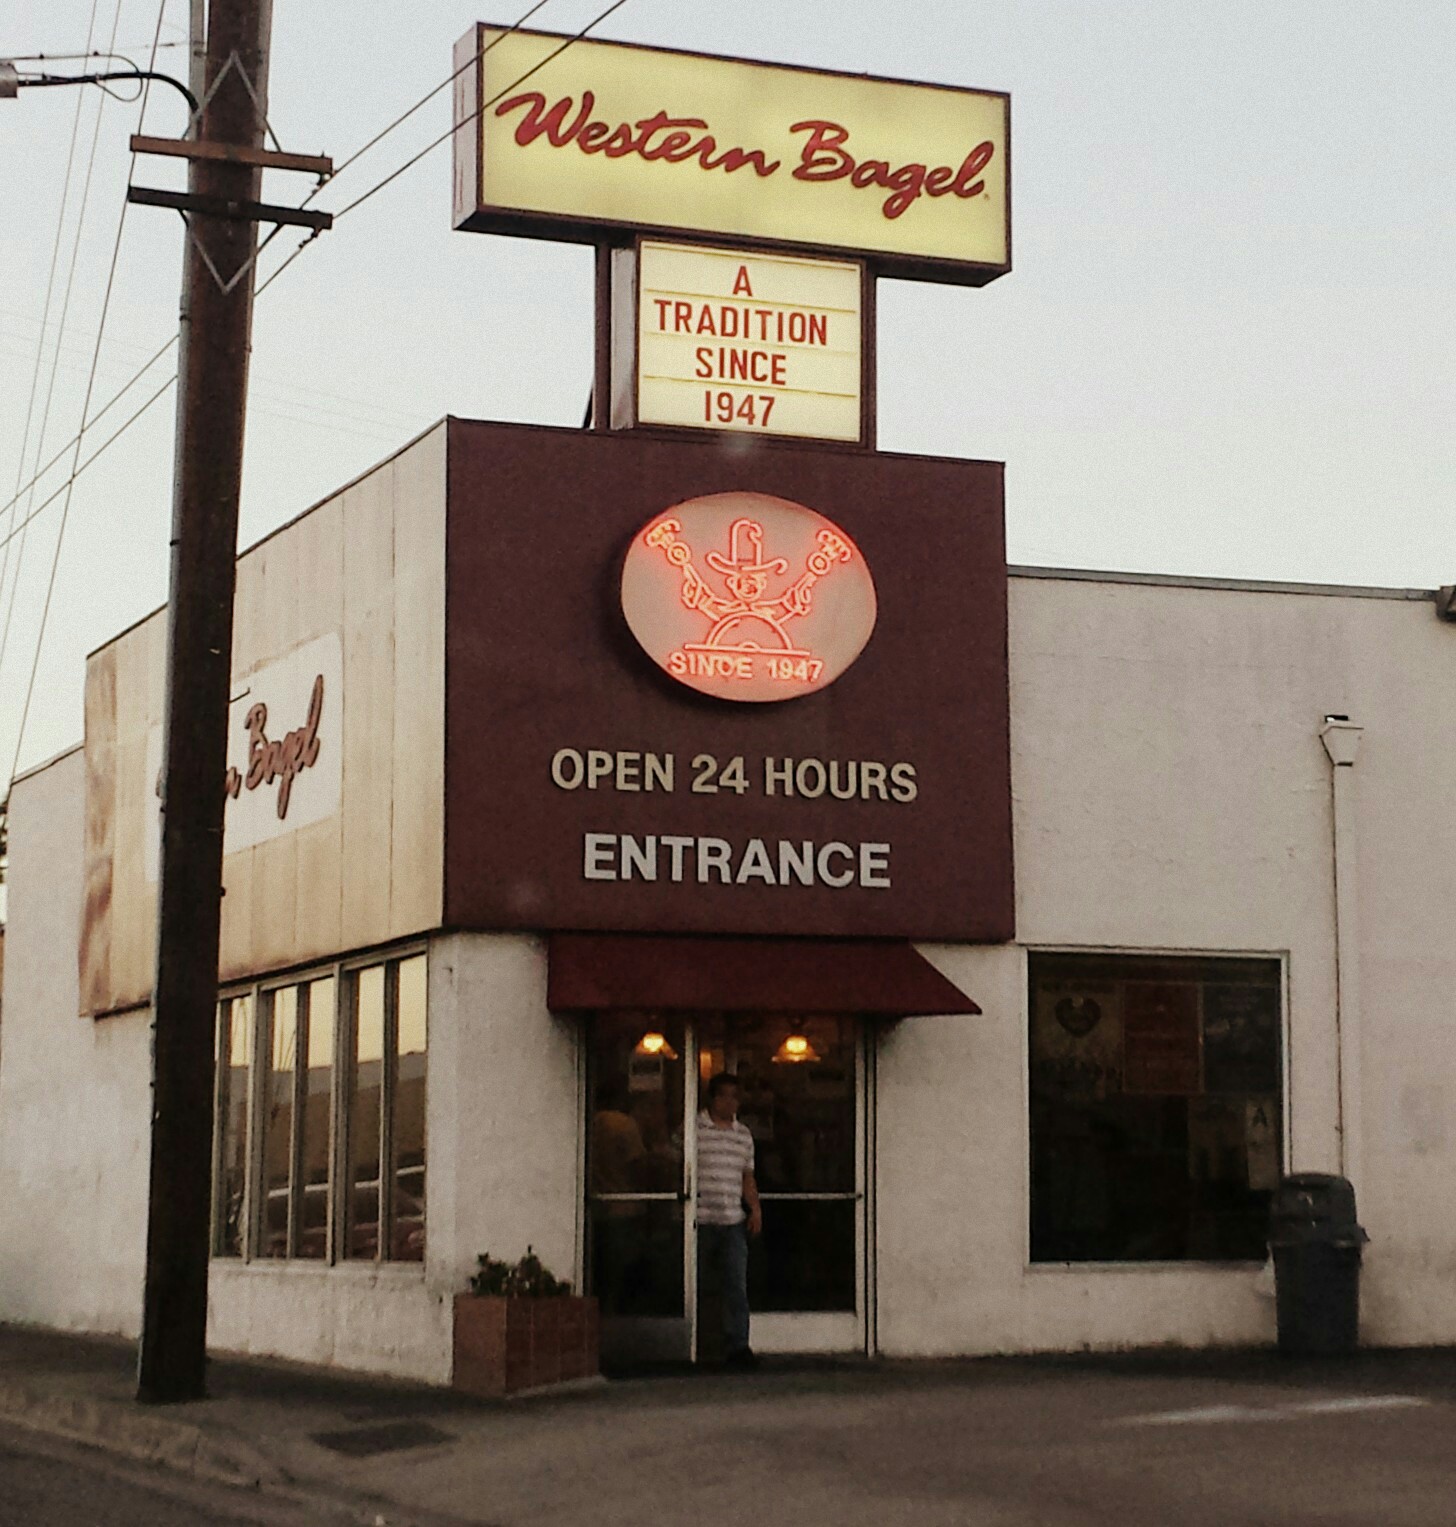 Western Bagel
A
TRADITION
SINCE
1947
SINCE 1947
OPEN 24 HOURS
ENTRANCE
n Bagel
A